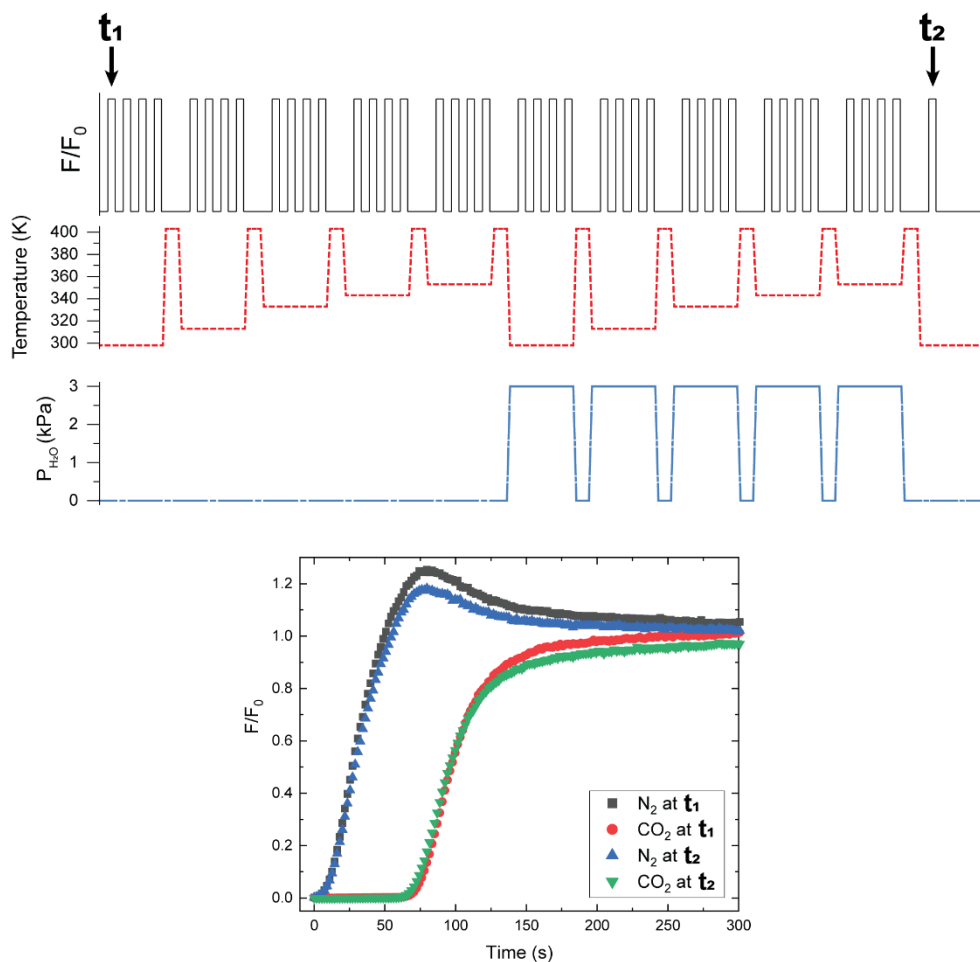 t₁ t₂
F/F₀
Temperature (K)
400
380
360
340
320
300
P_H₂O (kPa)
3
2
1
0
F/F₀
1.2
1.0
0.8
0.6
0.4
0.2
0.0
N₂ at t₁
CO₂ at t₁
N₂ at t₂
CO₂ at t₂
0 50 100 150 200 250 300
Time (s)